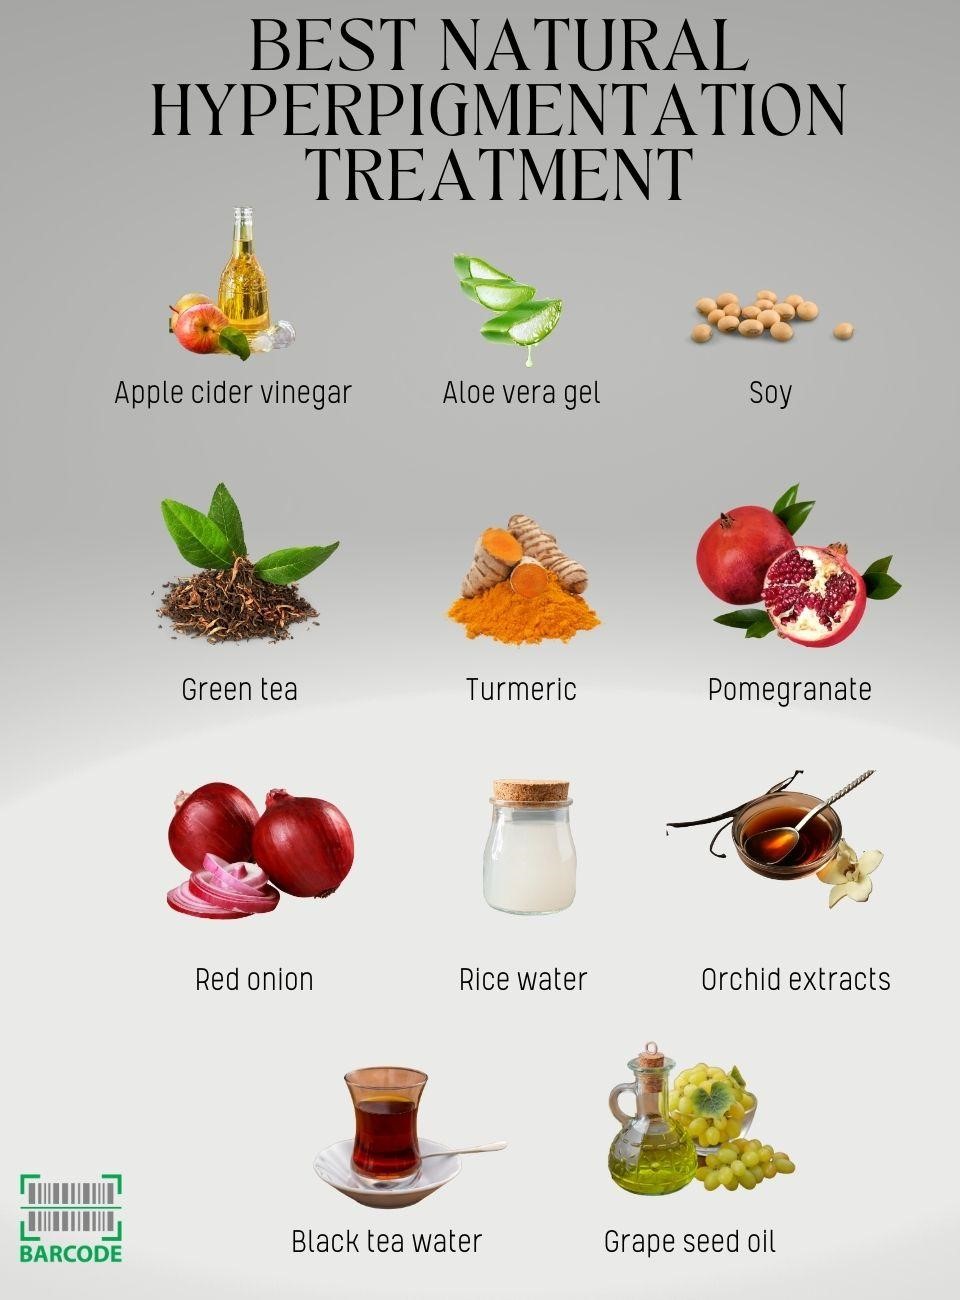 BEST NATURAL
HYPERPIGMENTATION
TREATMENT
Apple cider vinegar
Aloe vera gel
Soy
Green tea
Turmeric
Pomegranate
Red onion
Rice water
Orchid extracts
Black tea water
Grape seed oil
BARCODE